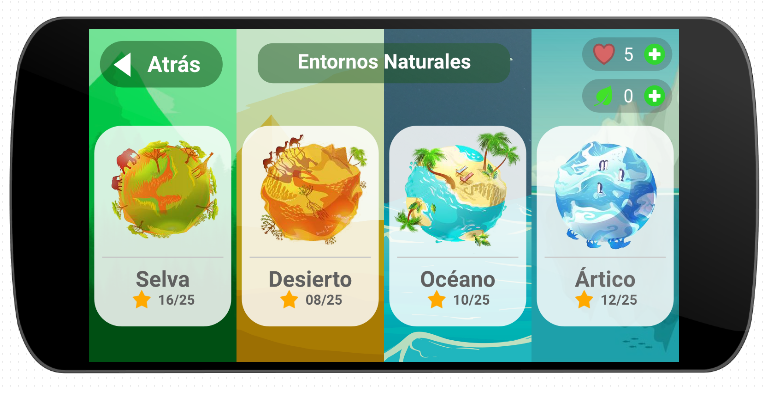 Atrás
Entornos Naturales
5
0
Selva
16/25
Desierto
08/25
Océano
10/25
Ártico
12/25